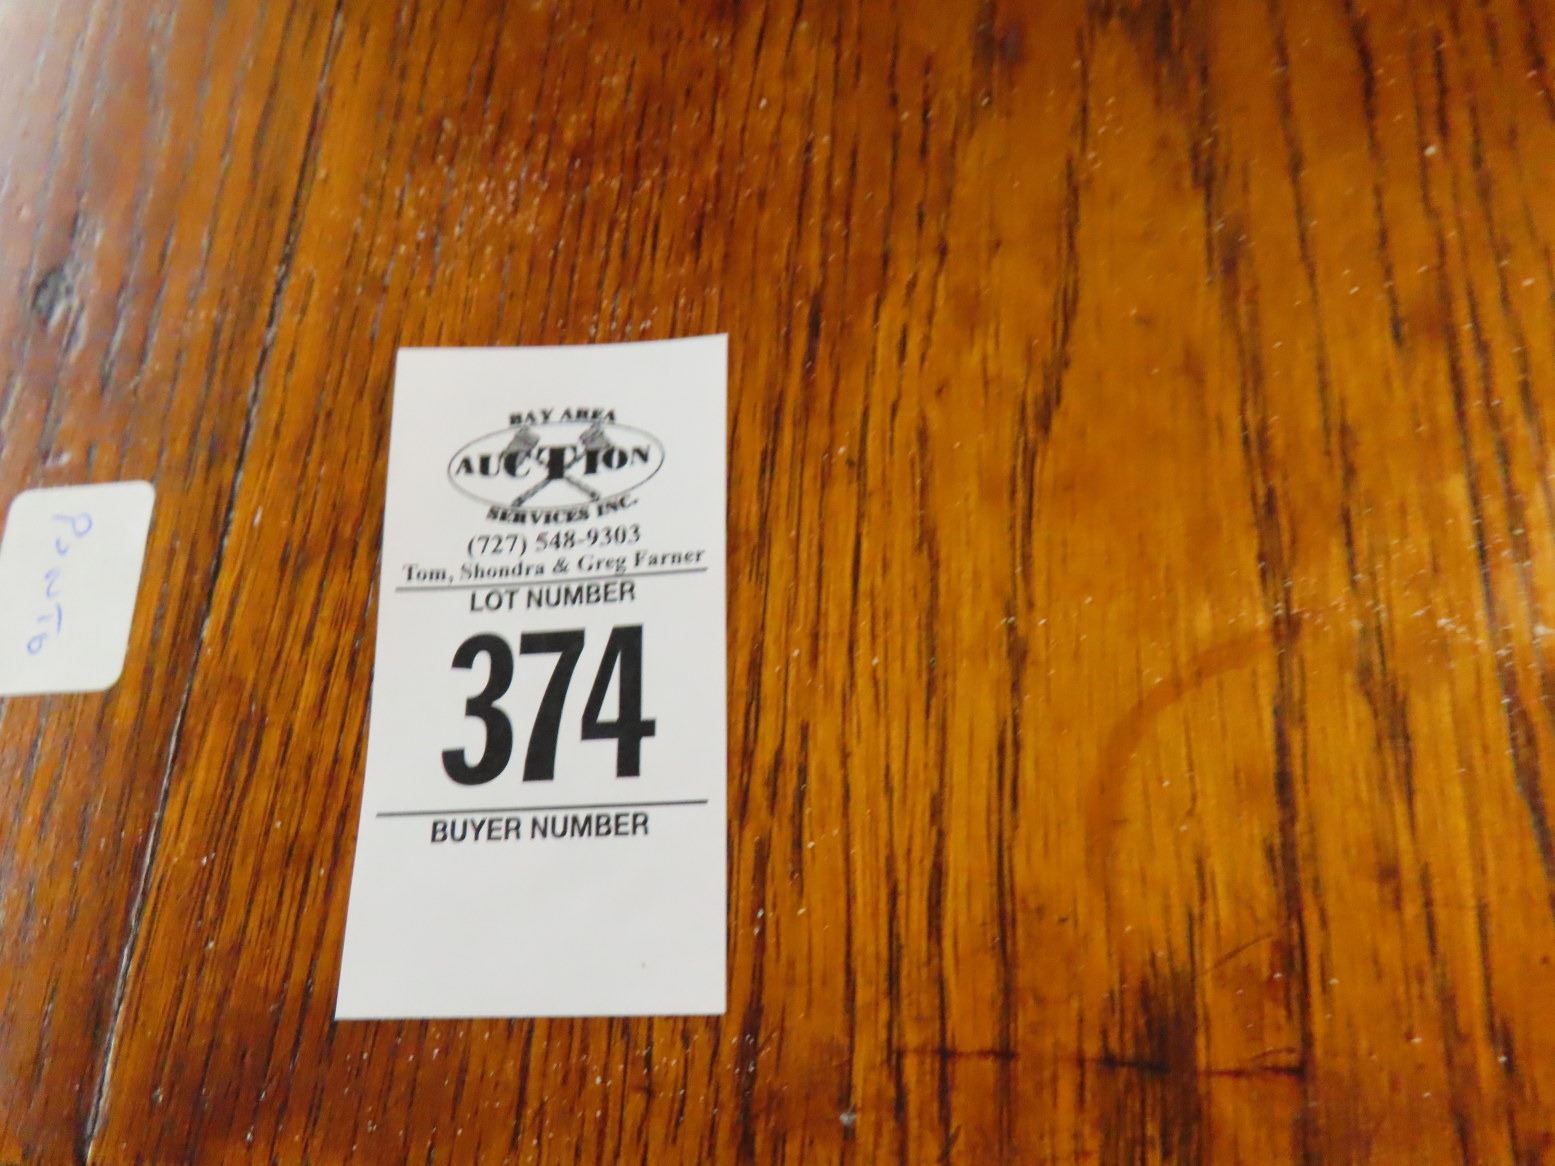 BAY AREA
AUCTION
SERVICES INC.
(727) 548-9303
Tom, Shondra & Greg Farner
LOT NUMBER
374
BUYER NUMBER